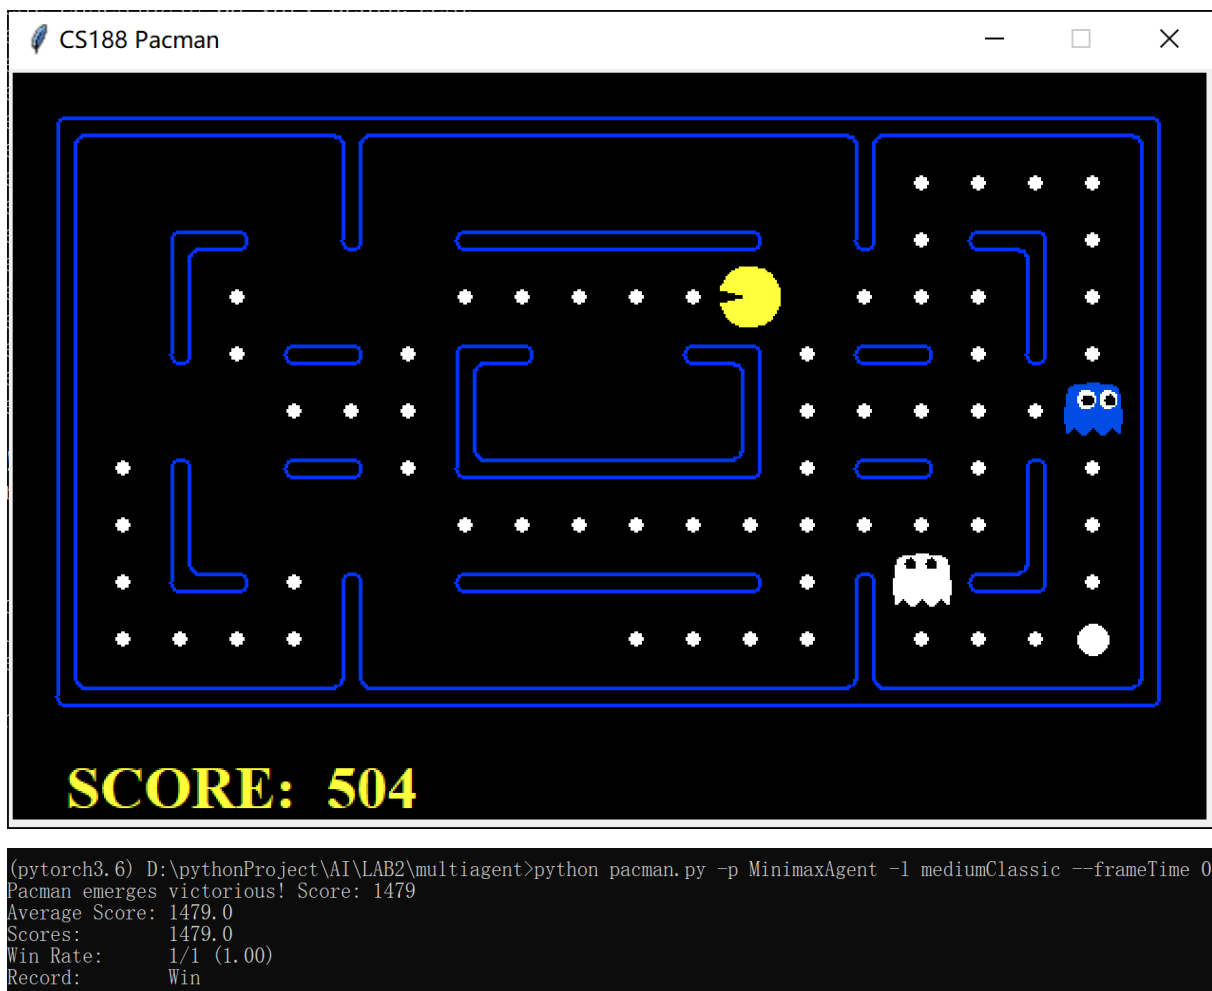 CS188 Pacman
SCORE: 504
(pytorch3.6) D:\pythonProject\AI\LAB2\multiagent>python pacman.py -p MinimaxAgent -l mediumClassic --frameTime 0
Pacman emerges victorious! Score: 1479
Average Score: 1479.0
Scores:        1479.0
Win Rate:      1/1 (1.00)
Record:        Win